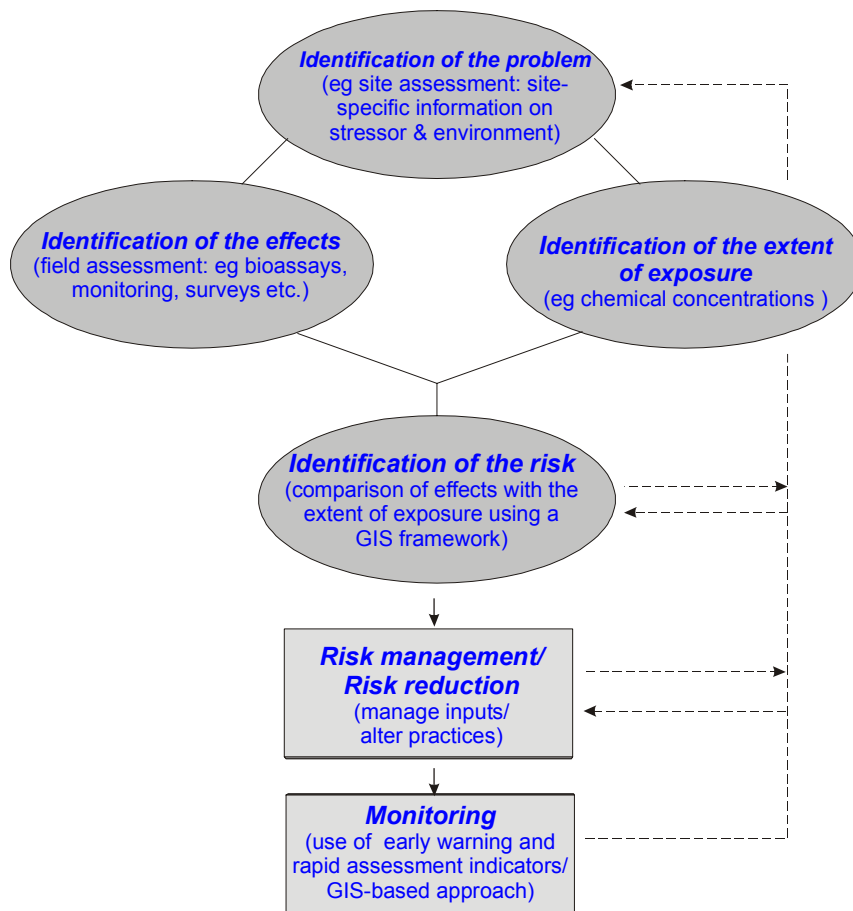 Identification of the problem
(eg site assessment: site-
specific information on
stressor & environment)
Identification of the effects
(field assessment: eg bioassays,
monitoring, surveys etc.)
Identification of the extent
of exposure
(eg chemical concentrations )
Identification of the risk
(comparison of effects with the
extent of exposure using a
GIS framework)
Risk management/
Risk reduction
(manage inputs/
alter practices)
Monitoring
(use of early warning and
rapid assessment indicators/
GIS-based approach)